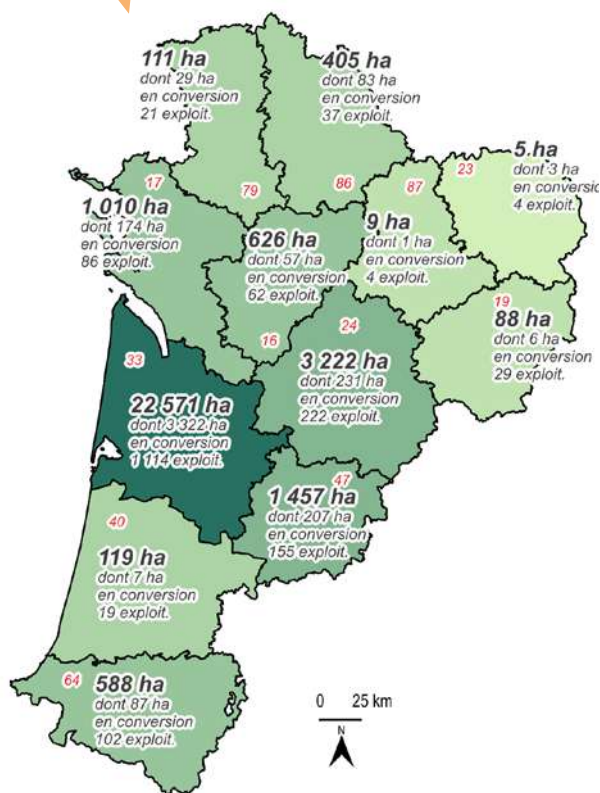 111 ha
dont 29 ha
en conversion
21 exploit.
79
405 ha
dont 83 ha
en conversion
37 exploit.
86
5 ha
dont 3 ha
en conversio
4 exploit.
23
17
1 010 ha
dont 174 ha
en conversion
86 exploit.
626 ha
dont 57 ha
en conversion
62 exploit.
16
87
9 ha
dont 1 ha
en conversion
4 exploit.
19
88 ha
dont 6 ha
en conversion
29 exploit.
24
3 222 ha
dont 231 ha
en conversion
222 exploit.
33
22 571 ha
dont 3 322 ha
en conversion
1 114 exploit.
47
1 457 ha
dont 207 ha
en conversion
155 exploit.
40
119 ha
dont 7 ha
en conversion
19 exploit.
64
588 ha
dont 87 ha
en conversion
102 exploit.
0 25 km
N